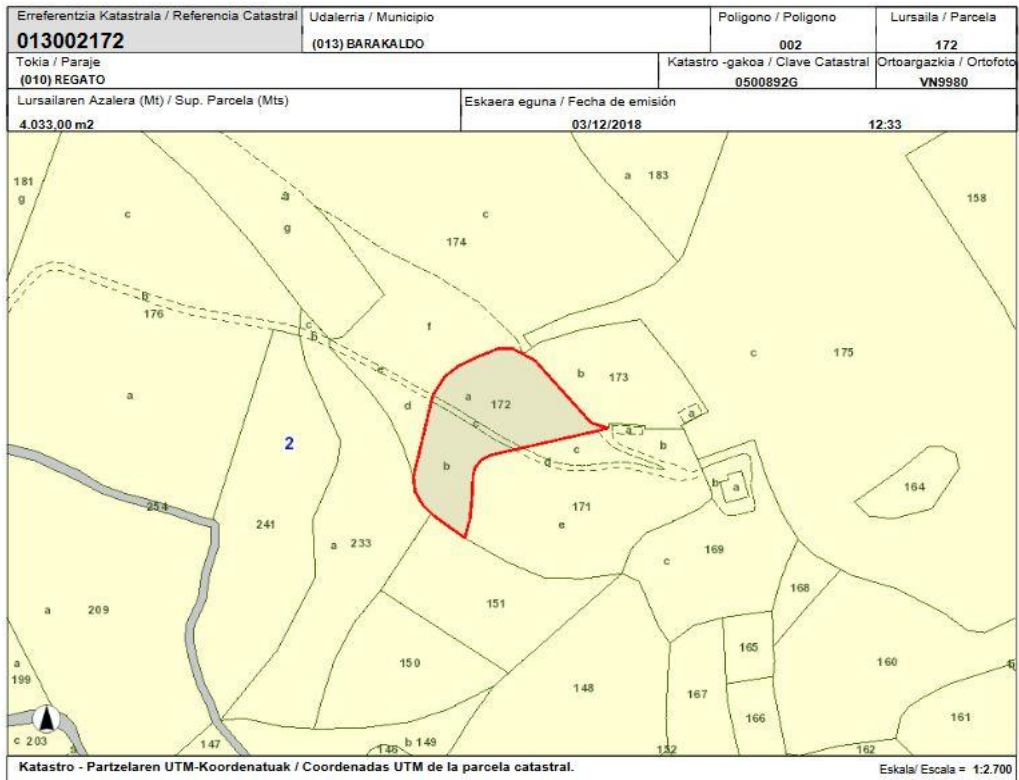 Erreferentzia Katastrala / Referencia Catastral
013002172
Udalerria / Municipio
(013) BARAKALDO
Poligono / Poligono
002
Lursaila / Parcela
172
Tokia / Paraje
(010) REGATO
Katastro -gakoa / Clave Catastral
0500892G
Ortoargazkia / Ortofoto
VN9980
Lursailaren Azalera (Mt) / Sup. Parcela (Mts)
4.033,00 m2
Eskaera eguna / Fecha de emisión
03/12/2018 12:33
181
g
c
a
g
c
174
a 183
158
b
176
c
b
f
e
d
a
172
c
b
b
173
a
a
c
d
b
b
a
c
175
164
a
2
254
241
a 233
171
e
c
169
168
a 209
151
150
148
165
160
a
199
167
166
161
c 203
147
148
b 149
132
162
Katastro - Partzelaren UTM-Koordenatuak / Coordenadas UTM de la parcela catastral.
Eskala/ Escala = 1:2.700